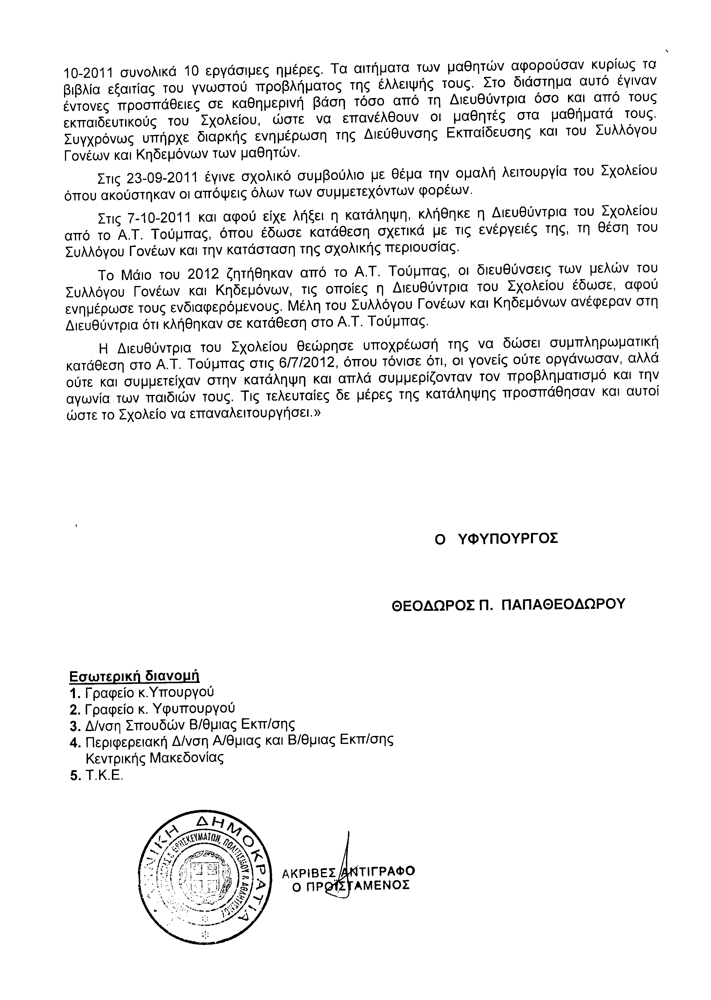 10-2011 συνολικά 10 εργάσιμες ημέρες. Τα αιτήματα των μαθητών αφορούσαν κυρίως τα
βιβλία εξαιτίας του γνωστού προβλήματος της έλλειψής τους. Στο διάστημα αυτό έγιναν
έντονες προσπάθειες σε καθημερινή βάση τόσο από τη Διευθύντρια όσο και από τους
εκπαιδευτικούς του Σχολείου, ώστε να επανέλθουν οι μαθητές στα μαθήματά τους.
Συγχρόνως υπήρχε διαρκής ενημέρωση της Διεύθυνσης Εκπαίδευσης και του Συλλόγου
Γονέων και Κηδεμόνων των μαθητών.
Στις 23-09-2011 έγινε σχολικό συμβούλιο με θέμα την ομαλή λειτουργία του Σχολείου
όπου ακούστηκαν οι απόψεις όλων των συμμετεχόντων φορέων.
Στις 7-10-2011 και αφού είχε λήξει η κατάληψη, κλήθηκε η Διευθύντρια του Σχολείου
από το Α.Τ. Τούμπας, όπου έδωσε κατάθεση σχετικά με τις ενέργειές της, τη θέση του
Συλλόγου Γονέων και την κατάσταση της σχολικής περιουσίας.
Το Μάιο του 2012 ζητήθηκαν από το Α.Τ. Τούμπας, οι διευθύνσεις των μελών του
Συλλόγου Γονέων και Κηδεμόνων, τις οποίες η Διευθύντρια του Σχολείου έδωσε, αφού
ενημέρωσε τους ενδιαφερόμενους. Μέλη του Συλλόγου Γονέων και Κηδεμόνων ανέφεραν στη
Διευθύντρια ότι κλήθηκαν σε κατάθεση στο Α.Τ. Τούμπας.
Η Διευθύντρια του Σχολείου θεώρησε υποχρέωσή της να δώσει συμπληρωματική
κατάθεση στο Α.Τ. Τούμπας στις 6/7/2012, όπου τόνισε ότι, οι γονείς ούτε οργάνωσαν, αλλά
ούτε και συμμετείχαν στην κατάληψη και απλά συμμερίζονταν τον προβληματισμό και την
αγωνία των παιδιών τους. Τις τελευταίες δε μέρες της κατάληψης προσπάθησαν και αυτοί
ώστε το Σχολείο να επαναλειτουργήσει.»
Ο ΥΦΥΠΟΥΡΓΟΣ
ΘΕΟΔΩΡΟΣ Π. ΠΑΠΑΘΕΟΔΩΡΟΥ
Εσωτερική διανομή
1. Γραφείο κ.Υπουργού
2. Γραφείο κ. Υφυπουργού
3. Δ/νση Σπουδών Β/θμιας Εκπ/σης
4. Περιφερειακή Δ/νση Α/θμιας και Β/θμιας Εκπ/σης
Κεντρικής Μακεδονίας
5. Τ.Κ.Ε.
ΔΗΜΟΚΡΑΤΙΑ
ΘΡΗΣΚΕΥΜΑΤΩΝ, ΠΟΛΙΤΙΣΜΟΥ & ΑΘΛΗΤΙΣΜΟΥ
ΑΚΡΙΒΕΣ ΑΝΤΙΓΡΑΦΟ
Ο ΠΡΟΪΣΤΑΜΕΝΟΣ